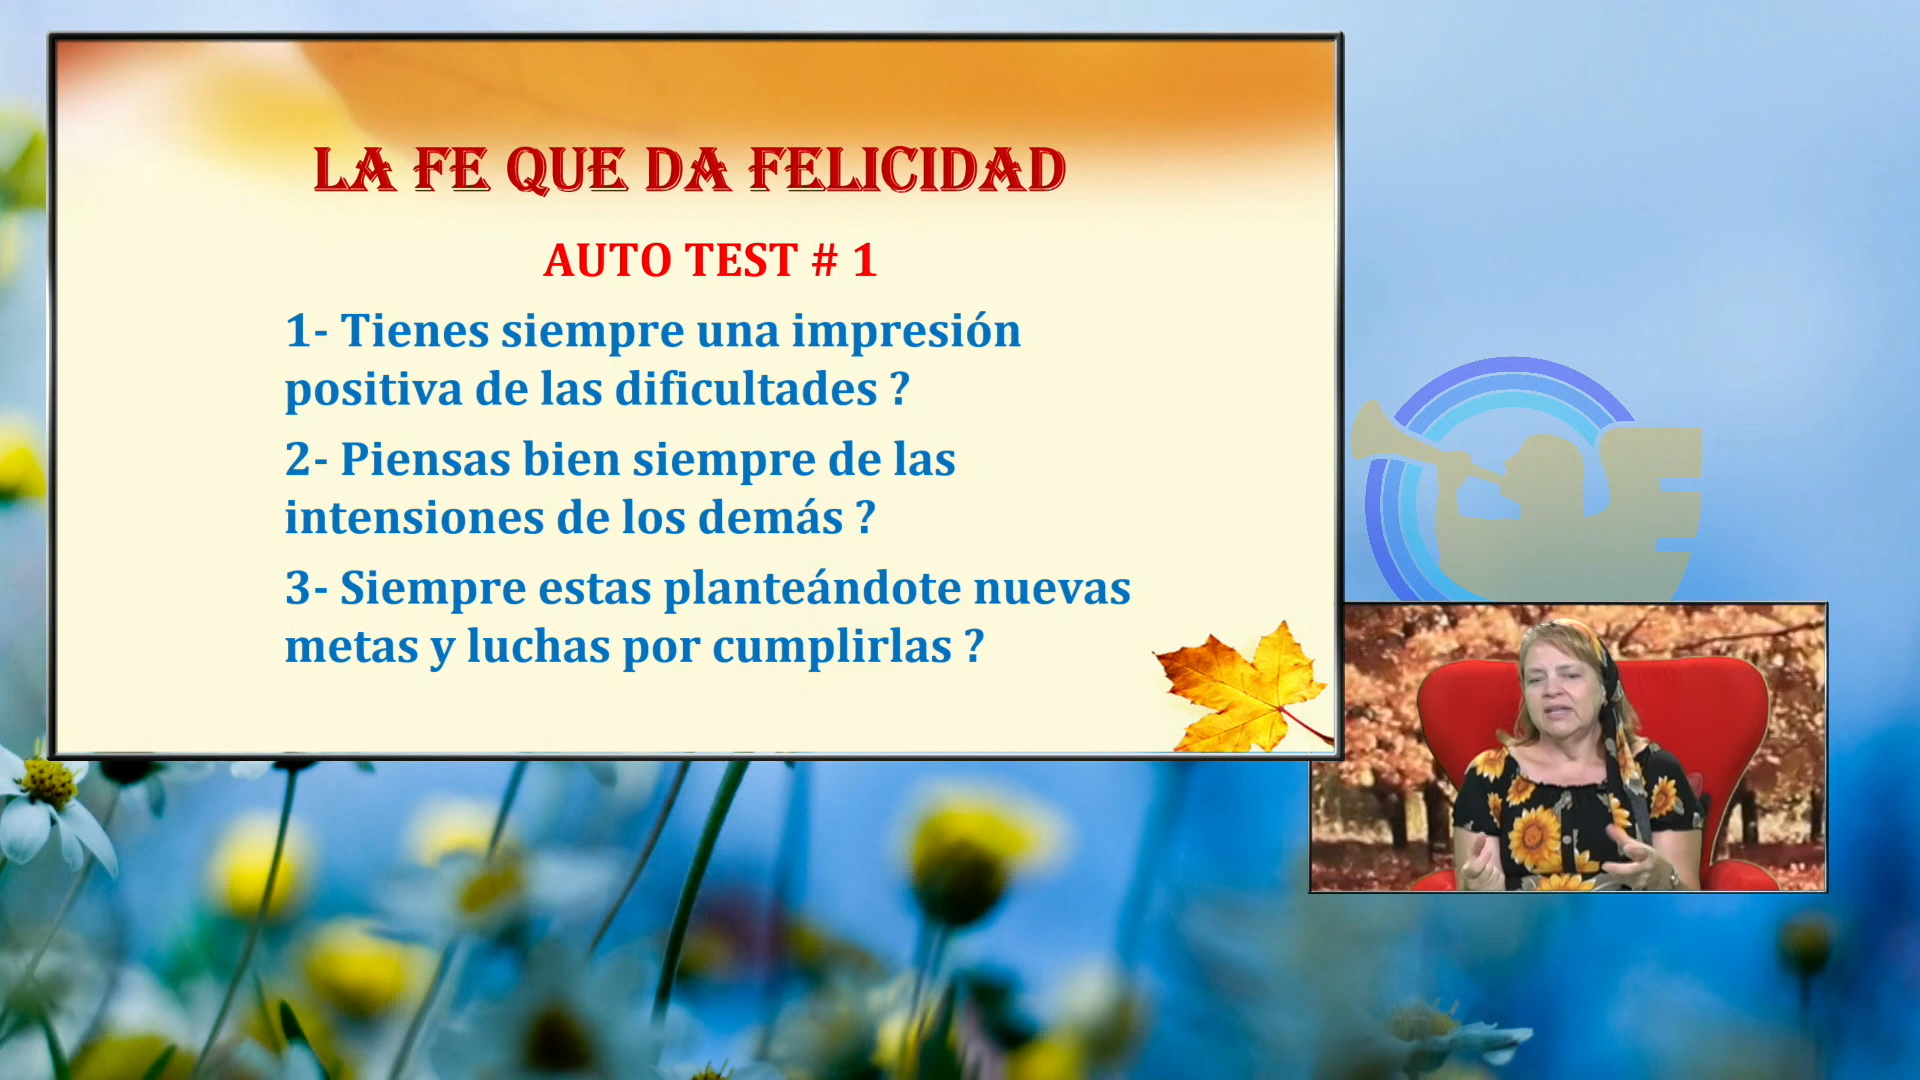 LA FE QUE DA FELICIDAD
AUTO TEST # 1
1- Tienes siempre una impresión
positiva de las dificultades ?
2- Piensas bien siempre de las
intensiones de los demás ?
3- Siempre estas planteándote nuevas
metas y luchas por cumplirlas ?